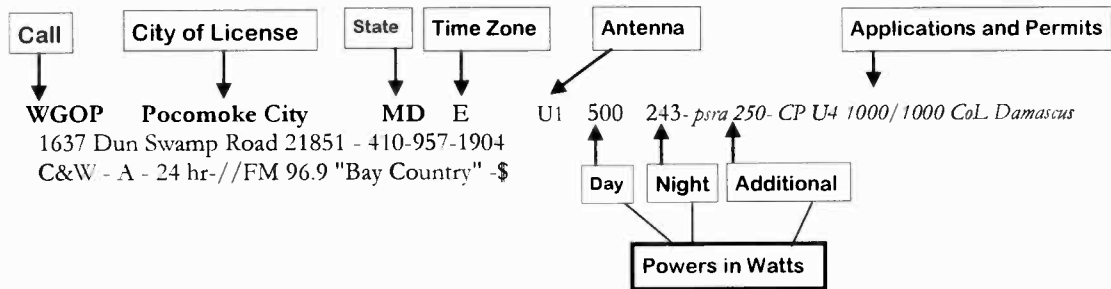 Call City of License State Time Zone Antenna Applications and Permits
WGOP Pocomoke City MD E U1 500 243- psra 250- CP U4 1000/1000 CoL Damascus
1637 Dun Swamp Road 21851 - 410-957-1904
C&W - A - 24 hr-//FM 96.9 "Bay Country" -$
Day Night Additional
Powers in Watts